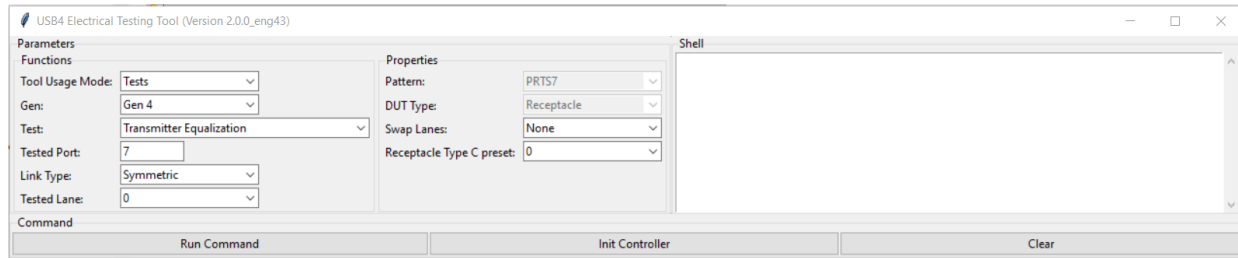 USB4 Electrical Testing Tool (Version 2.0.0_eng43)
Parameters
Functions
Tool Usage Mode: Tests
Gen: Gen 4
Test: Transmitter Equalization
Tested Port: 7
Link Type: Symmetric
Tested Lane: 0
Properties
Pattern: PRTS7
DUT Type: Receptacle
Swap Lanes: None
Receptacle Type C preset: 0
Shell
Command
Run Command Init Controller Clear